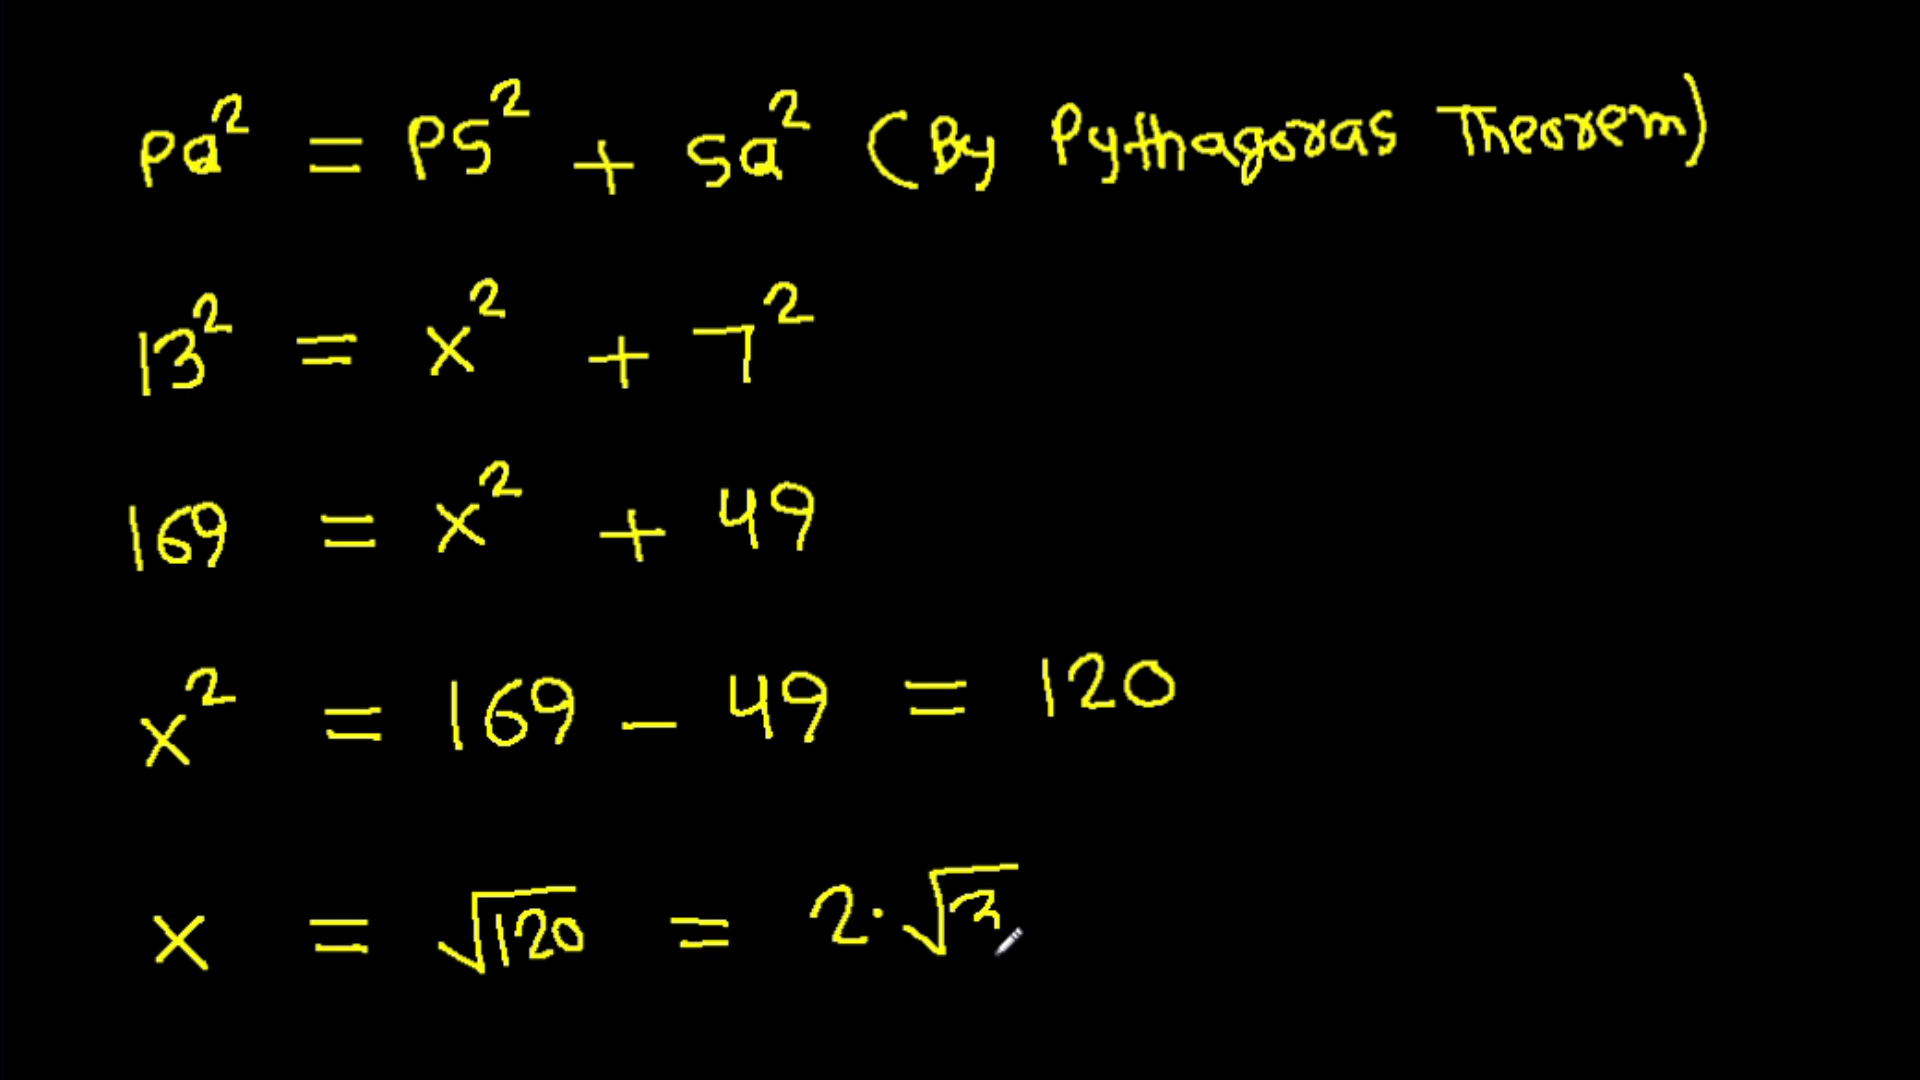 PQ² = PS² + SQ² (By Pythagoras Theorem)
13² = x² + 7²
169 = x² + 49
x² = 169 - 49 = 120
x = √120 = 2·√3